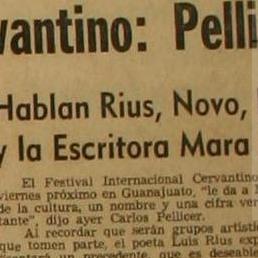 vantino: Pelli
Hablan Rius, Novo,
y la Escritora Mara
El Festival Internacional Cervantino
viernes próximo en Guanajuato, "le da a
de la cultura, un nombre y una cifra ver
tante", dijo ayer Carlos Pellicer.
Al recordar que serán grupos artísti
que tomen parte, el poeta Luis Rius exp
un precedente, que es deseable